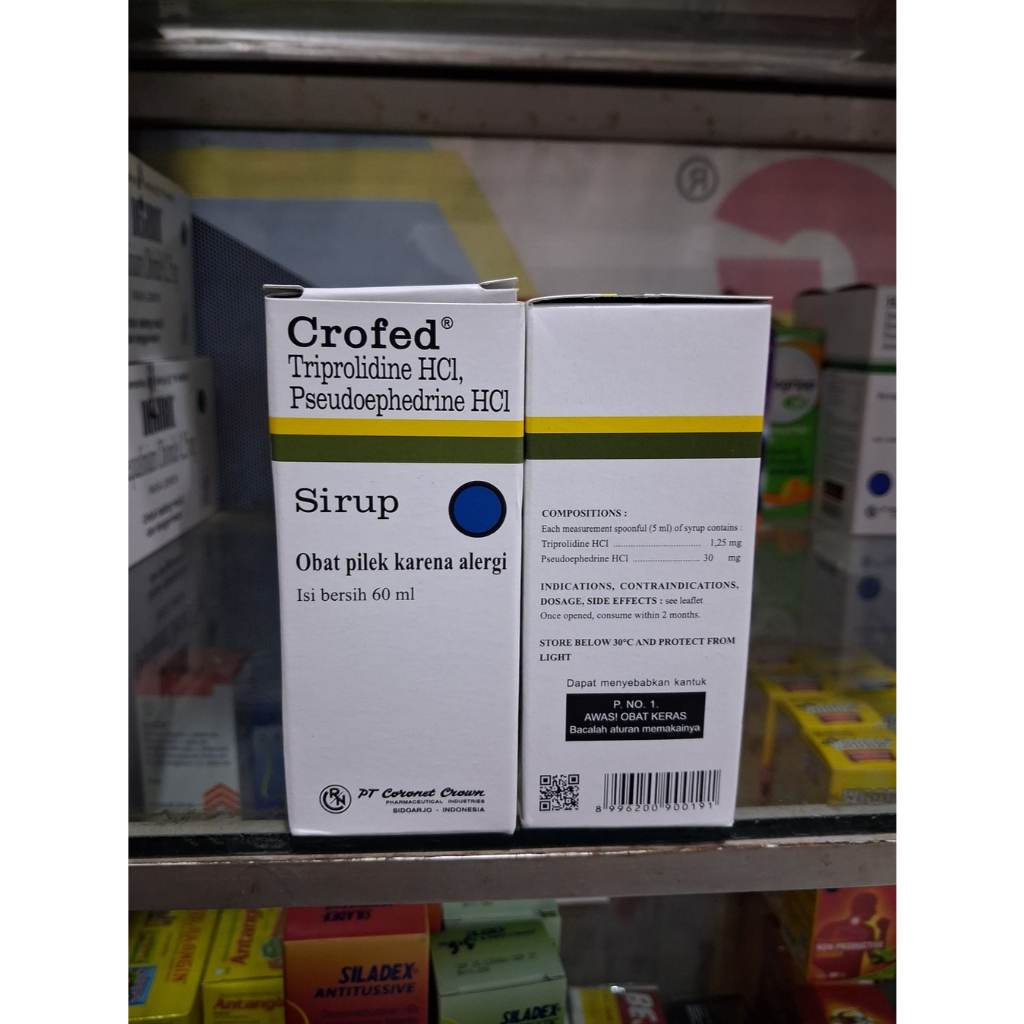 Crofed®
Triprolidine HCl,
Pseudoephedrine HCl
Sirup
Obat pilek karena alergi
Isi bersih 60 ml
PT Coronet Crown
PHARMACEUTICAL INDUSTRIES
SIDOARJO - INDONESIA
COMPOSITIONS :
Each measurement spoonful (5 ml) of syrup contains :
Triprolidine HCl .............................. 1,25 mg
Pseudoephedrine HCl ....................... 30 mg
INDICATIONS, CONTRAINDICATIONS,
DOSAGE, SIDE EFFECTS : see leaflet
Once opened, consume within 2 months.
STORE BELOW 30°C AND PROTECT FROM
LIGHT
Dapat menyebabkan kantuk
P. NO. 1.
AWAS! OBAT KERAS
Bacalah aturan memakainya
8 996200 900191
SILADEX
SILADEX
ANTITUSSIVE
Antangi
SILADEX